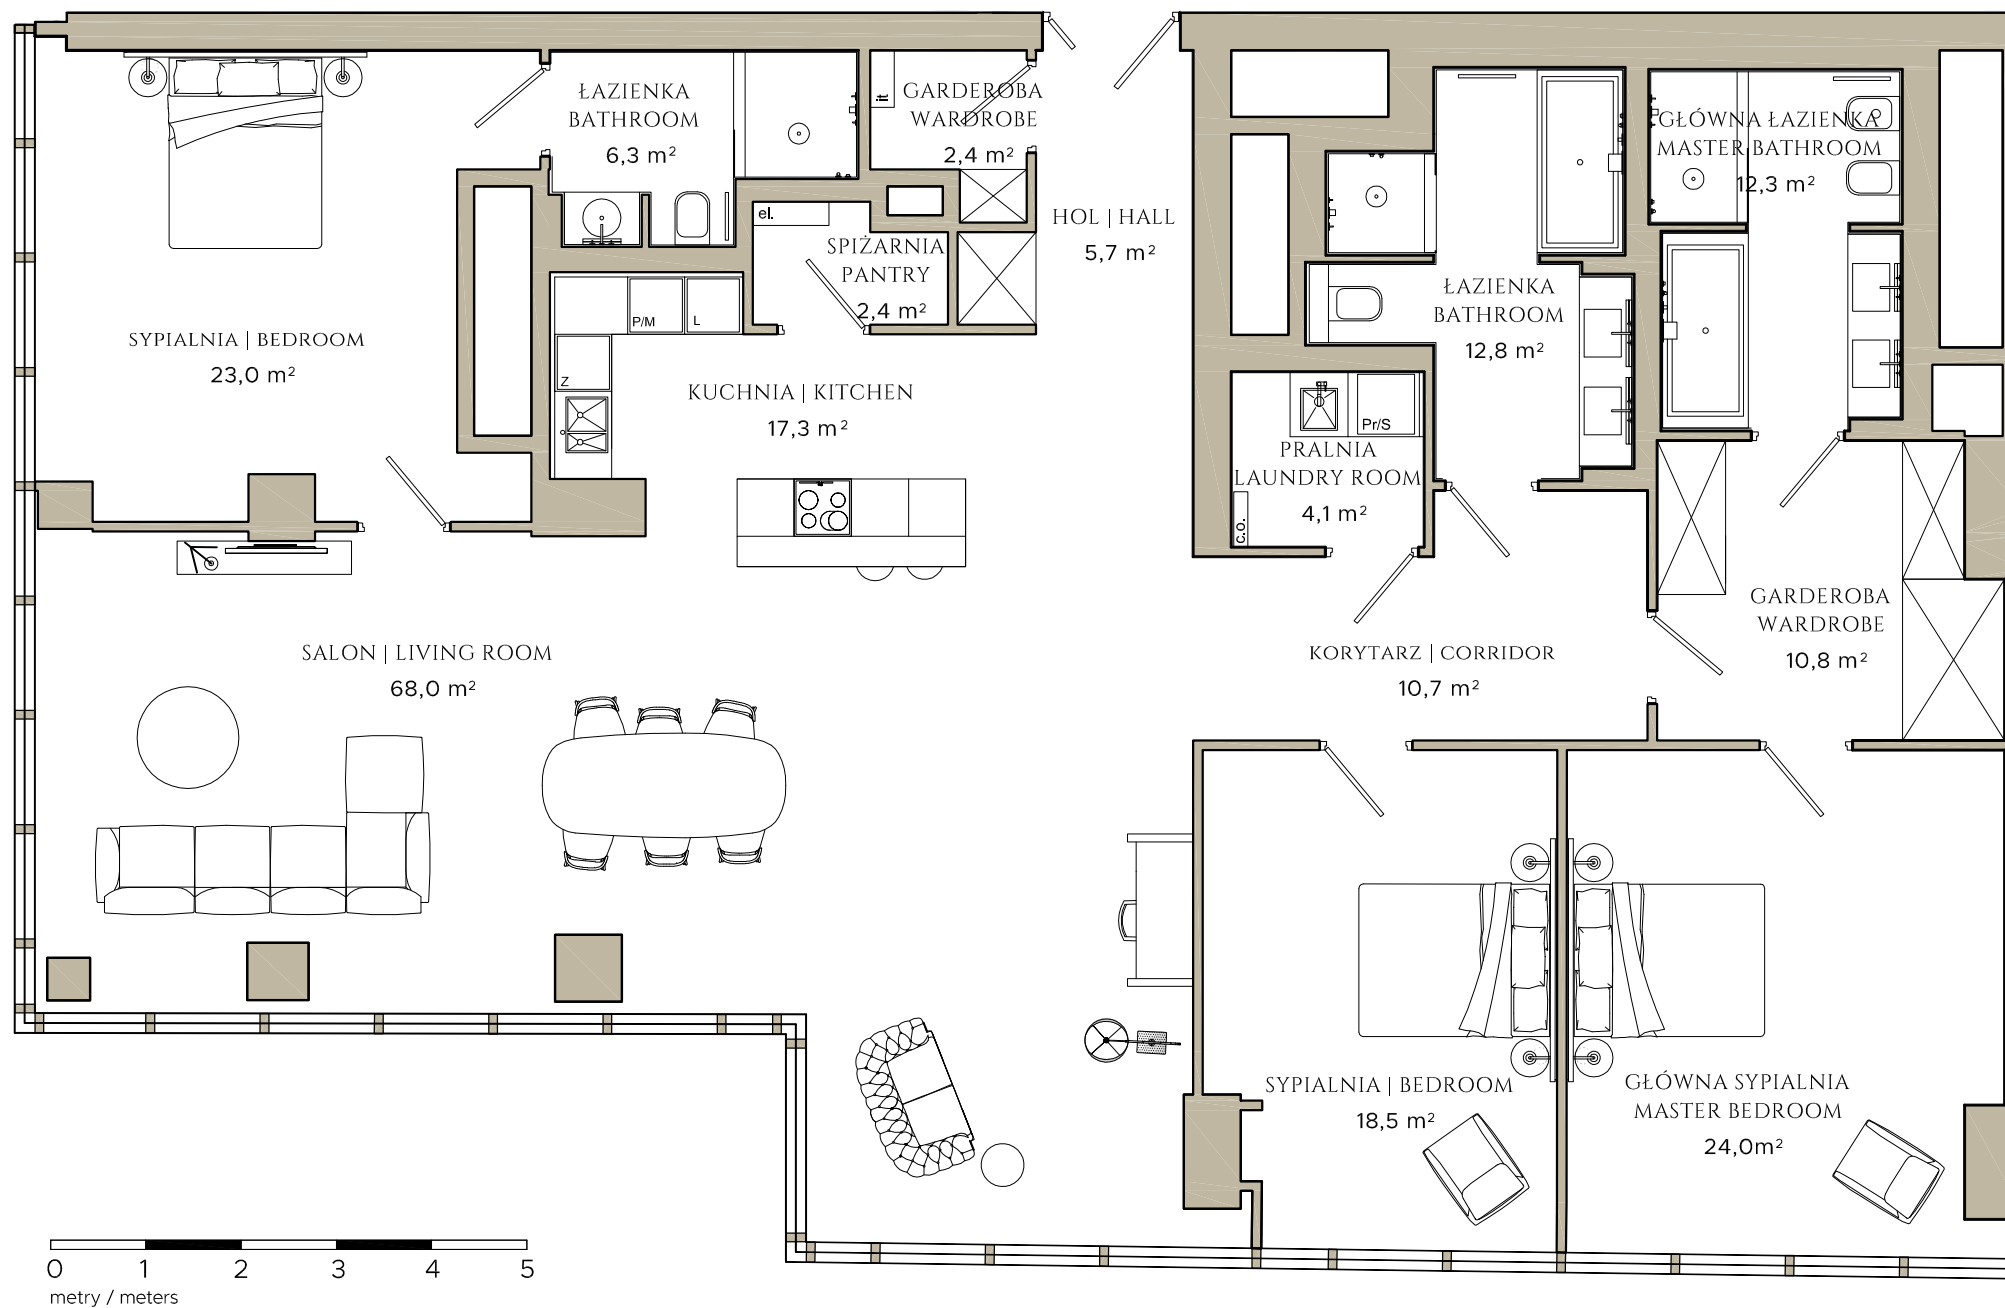 ŁAZIENKA
BATHROOM
6,3 m²
it
GARDEROBA
WARDROBE
2,4 m²
GŁÓWNA ŁAZIENKA
MASTER BATHROOM
12,3 m²
el.
SPIŻARNIA
PANTRY
2,4 m²
HOL | HALL
5,7 m²
ŁAZIENKA
BATHROOM
12,8 m²
SYPIALNIA | BEDROOM
23,0 m²
P/M
L
Z
KUCHNIA | KITCHEN
17,3 m²
Pr/S
PRALNIA
LAUNDRY ROOM
4,1 m²
c.o.
GARDEROBA
WARDROBE
10,8 m²
SALON | LIVING ROOM
68,0 m²
KORYTARZ | CORRIDOR
10,7 m²
SYPIALNIA | BEDROOM
18,5 m²
GŁÓWNA SYPIALNIA
MASTER BEDROOM
24,0m²
0 1 2 3 4 5
metry / meters